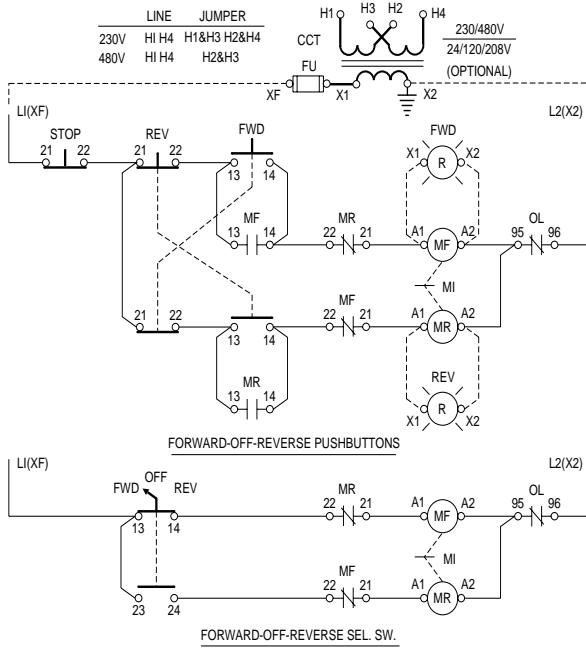 LINE JUMPER
230V HI H4 H1&H3 H2&H4
480V HI H4 H2&H3
H1 H3 H2 H4
CCT
230/480V
24/120/208V
(OPTIONAL)
FU
XF X1 X2
LI(XF) L2(X2)
STOP REV FWD FWD
21 22 21 22 13 14 X1 R X2
MF MR OL
13 14 22 21 A1 MF A2 95 96
MI
21 22 13 14 MF 22 21 A1 MR A2
MR REV
13 14 X1 R X2
FORWARD-OFF-REVERSE PUSHBUTTONS
LI(XF) L2(X2)
OFF
FWD REV MR OL
13 14 22 21 A1 MF A2 95 96
MI
MF
23 24 22 21 A1 MR A2
FORWARD-OFF-REVERSE SEL. SW.